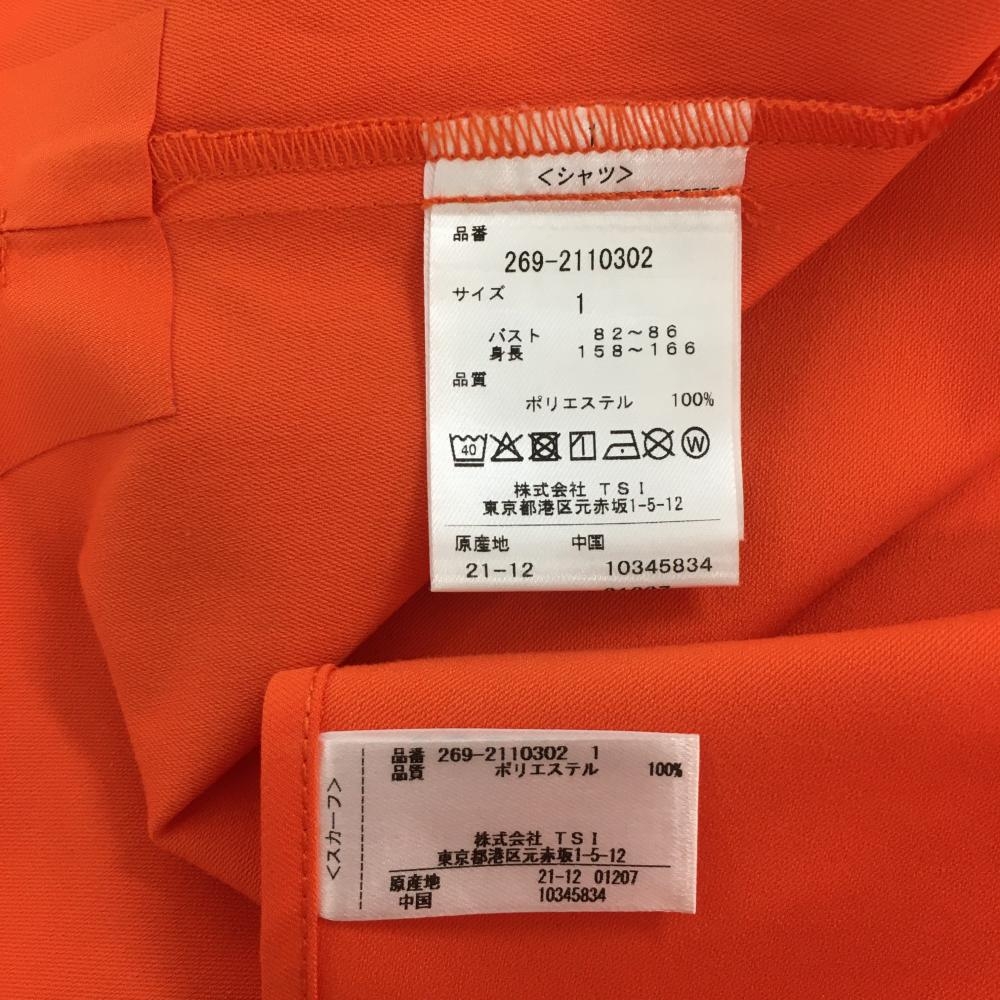 1
<シャツ>
品番
269-2110302
サイズ 1
バスト 82～86
身長 158～166
品質
ポリエステル 100%
40 W
株式会社 TSI
東京都港区元赤坂1-5-12
原産地 中国
21-12 10345834
<スカーフ>
品番 269-2110302 1
品質 ポリエステル 100%
株式会社 TSI
東京都港区元赤坂1-5-12
原産地 21-12 01207
中国 10345834